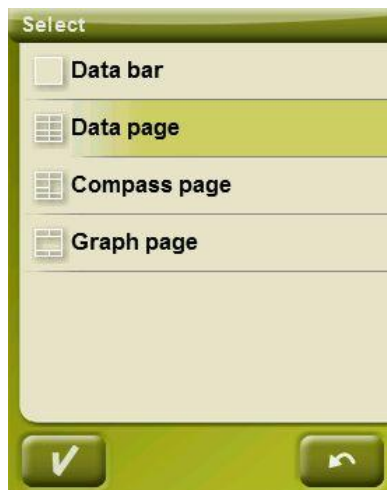 Select
Data bar
Data page
Compass page
Graph page